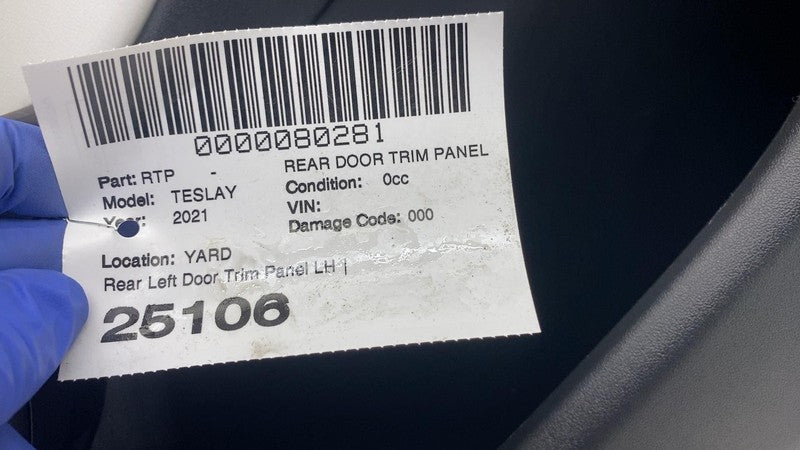 0000080281
Part: RTP - REAR DOOR TRIM PANEL
Model: TESLAY Condition: 0cc
Year: 2021 VIN:
Damage Code: 000
Location: YARD
Rear Left Door Trim Panel LH |
25106